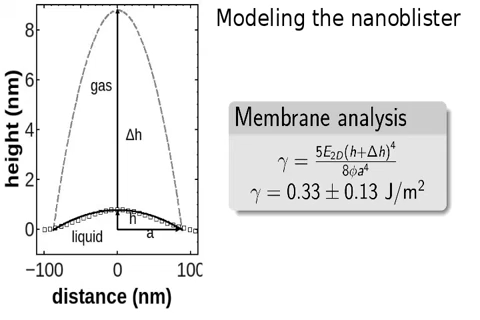 Modeling the nanoblister
8
6
4
2
0
height (nm)
gas
Δh
h
a
liquid
−100 0 100
distance (nm)
Membrane analysis
γ = 5E₂D(h+Δh)⁴ / 8ϕa⁴
γ = 0.33 ± 0.13 J/m²